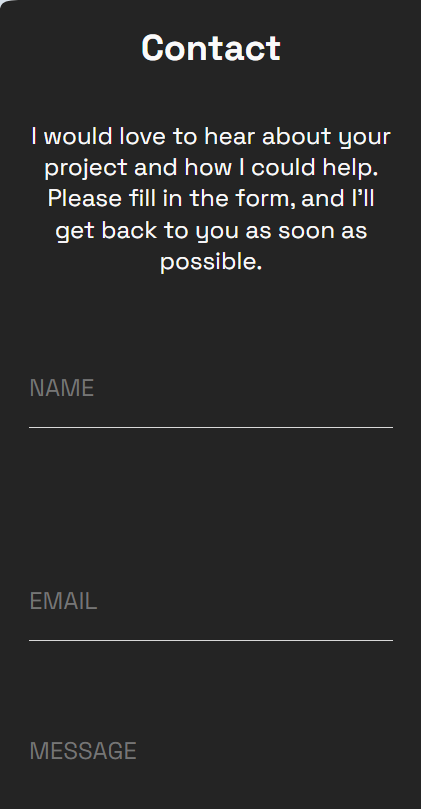 Contact
I would love to hear about your
project and how I could help.
Please fill in the form, and I'll
get back to you as soon as
possible.
NAME
EMAIL
MESSAGE